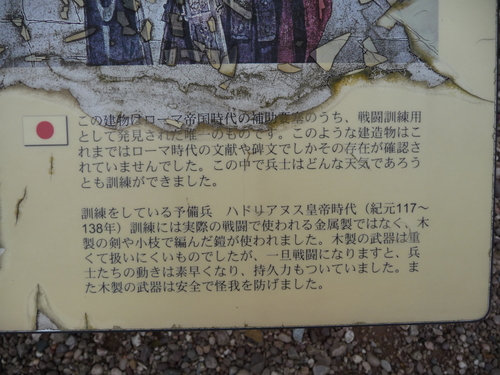 この建物はローマ帝国時代の補助要塞のうち、戦闘訓練用
として発見された唯一のものです。このような建造物はこ
れまではローマ時代の文献や碑文でしかその存在が確認さ
れていませんでした。この中で兵士はどんな天気であろう
とも訓練ができました。
訓練をしている予備兵　ハドリアヌス皇帝時代（紀元117～
138年）訓練には実際の戦闘で使われる金属製ではなく、木
製の剣や小枝で編んだ鎧が使われました。木製の武器は重
くて扱いにくいものでしたが、一旦戦闘になりますと、兵
士たちの動きは素早くなり、持久力もついていました。ま
た木製の武器は安全で怪我を防げました。